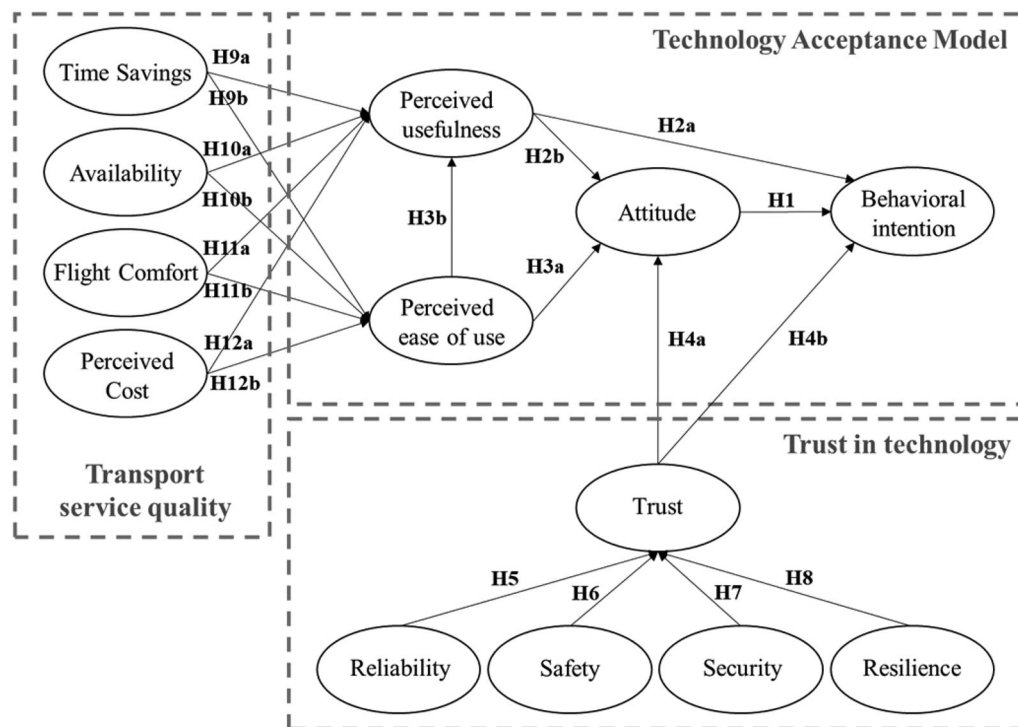 Technology Acceptance Model
H9a
Time Savings
H9b
Perceived
usefulness
H2a
H10a
H2b
Availability
H10b
H3b
Attitude
H1
Behavioral
intention
H11a
Flight Comfort
H11b
H3a
Perceived
ease of use
H12a
Perceived
Cost
H12b
H4a
H4b
Transport
service quality
Trust in technology
Trust
H5
H6
H7
H8
Reliability
Safety
Security
Resilience